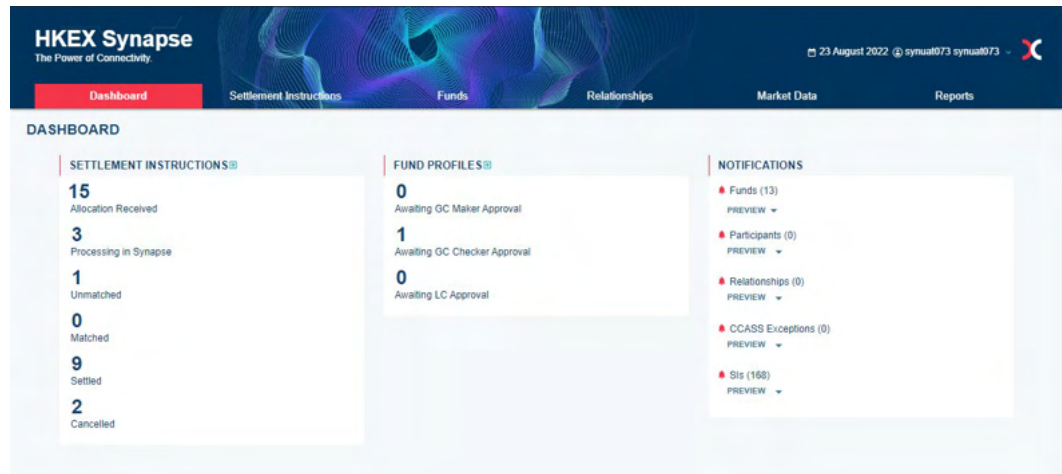 HKEX Synapse
The Power of Connectivity.
23 August 2022 synuat073 synuat073
Dashboard
Settlement Instructions
Funds
Relationships
Market Data
Reports
DASHBOARD
SETTLEMENT INSTRUCTIONS
15
Allocation Received
3
Processing in Synapse
1
Unmatched
0
Matched
9
Settled
2
Cancelled
FUND PROFILES
0
Awaiting GC Maker Approval
1
Awaiting GC Checker Approval
0
Awaiting LC Approval
NOTIFICATIONS
Funds (13)
PREVIEW
Participants (0)
PREVIEW
Relationships (0)
PREVIEW
CCASS Exceptions (0)
PREVIEW
SIs (168)
PREVIEW